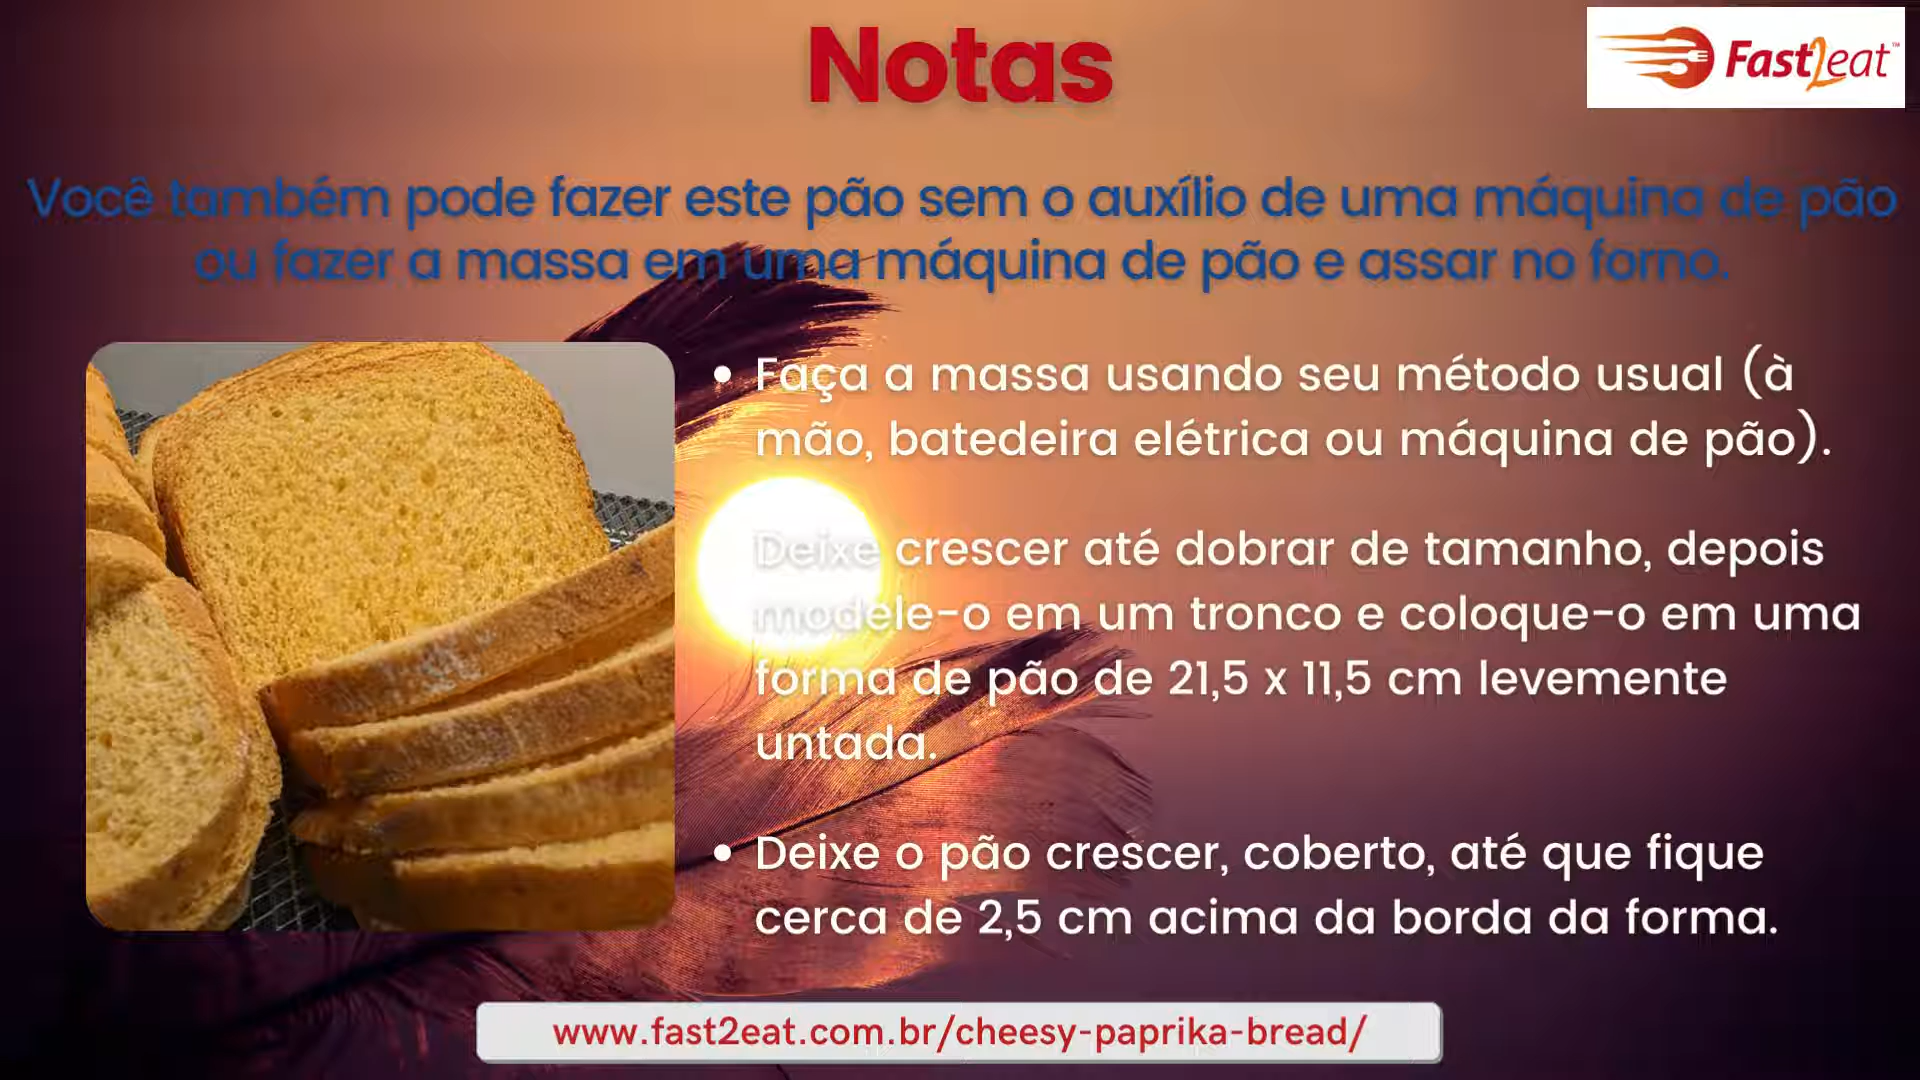 Notas
Fast2eat™
Você também pode fazer este pão sem o auxílio de uma máquina de pão
ou fazer a massa em uma máquina de pão e assar no forno.
• Faça a massa usando seu método usual (à
mão, batedeira elétrica ou máquina de pão).
Deixe crescer até dobrar de tamanho, depois
modele-o em um tronco e coloque-o em uma
forma de pão de 21,5 x 11,5 cm levemente
untada.
• Deixe o pão crescer, coberto, até que fique
cerca de 2,5 cm acima da borda da forma.
www.fast2eat.com.br/cheesy-paprika-bread/